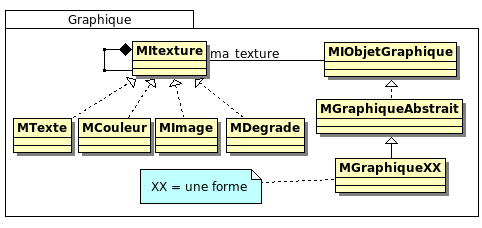 Graphique
MItexture
ma_texture
MIObjetGraphique
MTexte
MCouleur
MImage
MDegrade
MGraphiqueAbstrait
MGraphiqueXX
XX = une forme